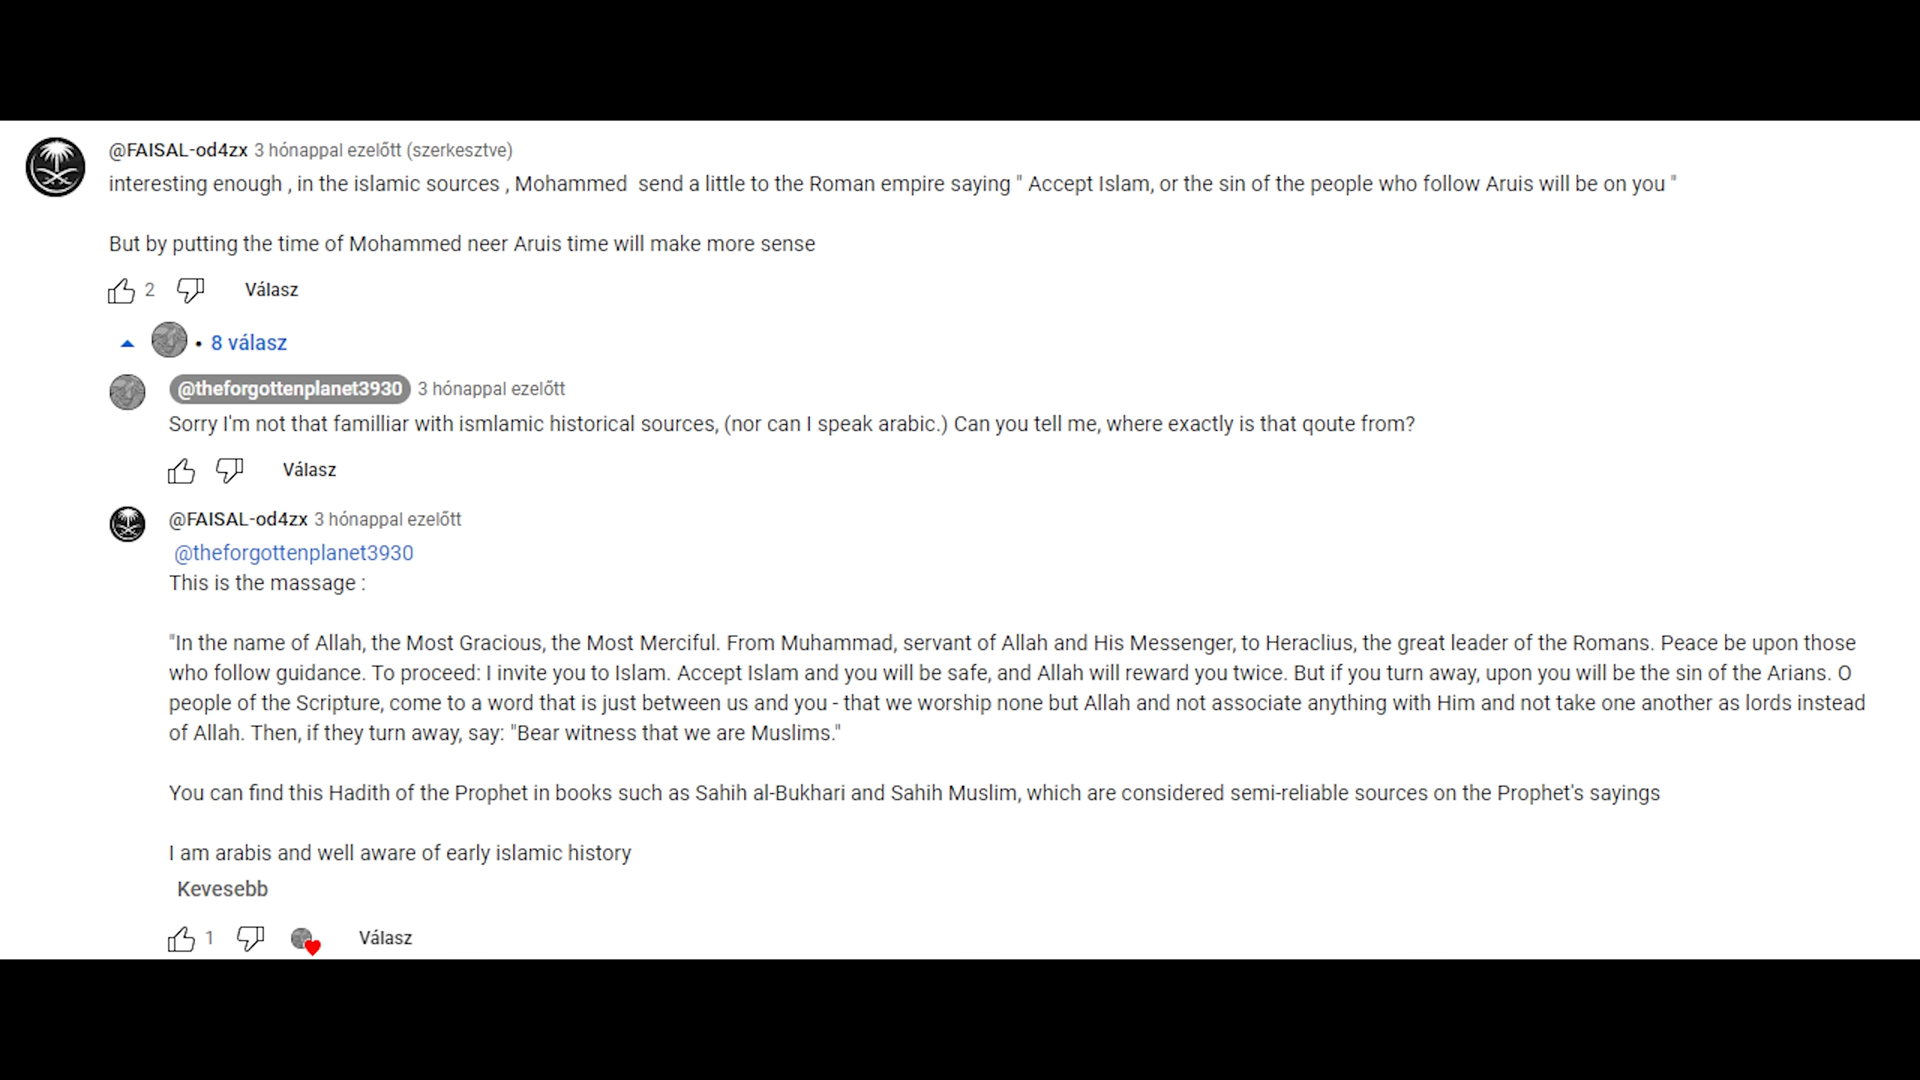 @FAISAL-od4zx 3 hónappal ezelőtt (szerkesztve)
interesting enough , in the islamic sources , Mohammed  send a little to the Roman empire saying " Accept Islam, or the sin of the people who follow Aruis will be on you "
But by putting the time of Mohammed neer Aruis time will make more sense
2 Válasz
• 8 válasz
@theforgottenplanet3930 3 hónappal ezelőtt
Sorry I'm not that familliar with ismlamic historical sources, (nor can I speak arabic.) Can you tell me, where exactly is that qoute from?
Válasz
@FAISAL-od4zx 3 hónappal ezelőtt
@theforgottenplanet3930
This is the massage :
"In the name of Allah, the Most Gracious, the Most Merciful. From Muhammad, servant of Allah and His Messenger, to Heraclius, the great leader of the Romans. Peace be upon those
who follow guidance. To proceed: I invite you to Islam. Accept Islam and you will be safe, and Allah will reward you twice. But if you turn away, upon you will be the sin of the Arians. O
people of the Scripture, come to a word that is just between us and you - that we worship none but Allah and not associate anything with Him and not take one another as lords instead
of Allah. Then, if they turn away, say: "Bear witness that we are Muslims."
You can find this Hadith of the Prophet in books such as Sahih al-Bukhari and Sahih Muslim, which are considered semi-reliable sources on the Prophet's sayings
I am arabis and well aware of early islamic history
Kevesebb
1 Válasz